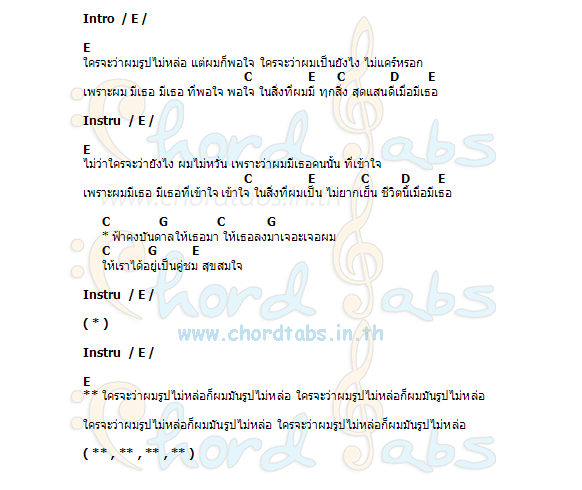 Intro / E /
E
ใครจะว่าผมรูปไม่หล่อ แต่ผมก็พอใจ ใครจะว่าผมเป็นยังไง ไม่แคร์หรอก
C E C D E
เพราะผม มีเธอ มีเธอ ที่พอใจ พอใจ ในสิ่งที่ผมมี ทุกสิ่ง สุดแสนดีเมื่อมีเธอ
Instru / E /
E
ไม่ว่าใครจะว่ายังไง ผมไม่หวั่น เพราะว่าผมมีเธอคนนั้น ที่เข้าใจ
C E C D E
เพราะผมมีเธอ มีเธอที่เข้าใจ เข้าใจ ในสิ่งที่ผมเป็น ไม่ยากเย็น ชีวิตนี้เมื่อมีเธอ
C G C G
* ฟ้าคงบันดาลให้เธอมา ให้เธอลงมาเจอะเจอผม
C G E
ให้เราได้อยู่เป็นคู่ชม สุขสมใจ
Instru / E /
( * )
www.chordtabs.in.th
Instru / E /
E
** ใครจะว่าผมรูปไม่หล่อก็ผมมันรูปไม่หล่อ ใครจะว่าผมรูปไม่หล่อก็ผมมันรูปไม่หล่อ
ใครจะว่าผมรูปไม่หล่อก็ผมมันรูปไม่หล่อ ใครจะว่าผมรูปไม่หล่อก็ผมมันรูปไม่หล่อ
( ** , ** , ** , ** )